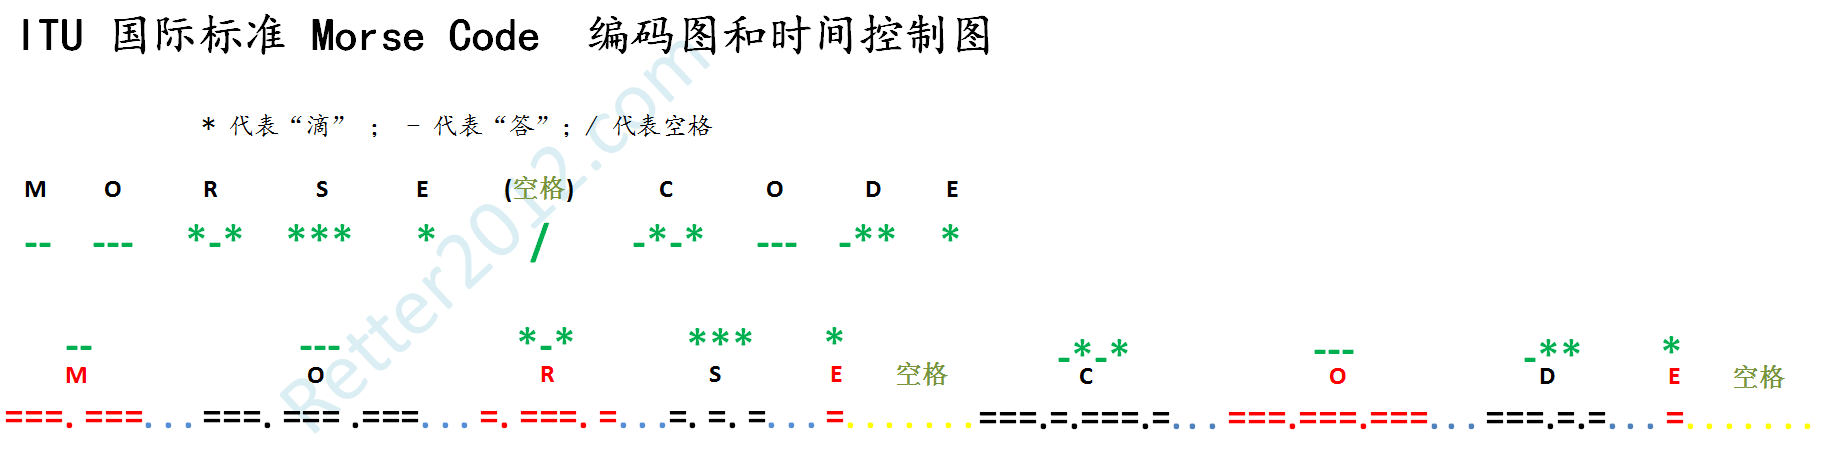 ITU 国际标准 Morse Code 编码图和时间控制图
* 代表“滴” ; - 代表“答”; / 代表空格
M O R S E (空格) C O D E
-- --- *-* *** * / -*-* --- -** *
-- --- *-* *** * -*-* --- -** *
M O R S E 空格 C O D E 空格
===.===...===.===.===...=.===.=...=.=.=...=.......===.=.===.=...===.===.===...===.=.=...=.......
Retter2012.com